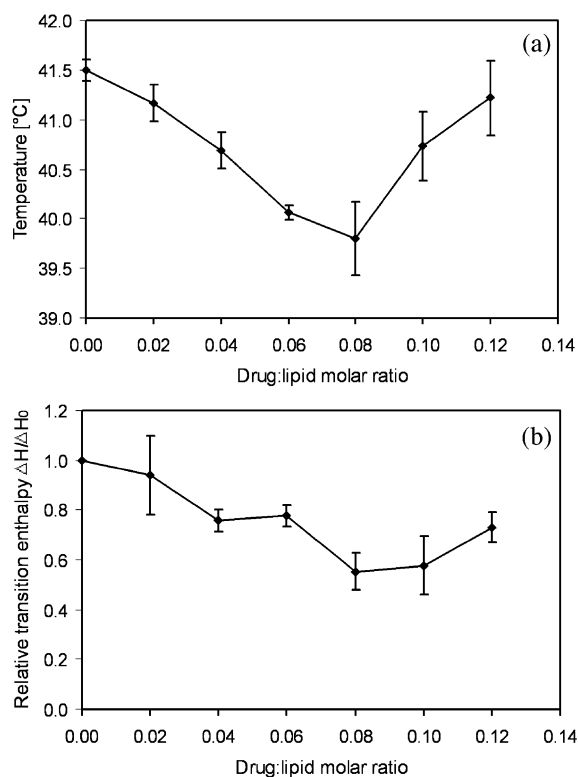 (a)
Temperature [°C]
42.0
41.5
41.0
40.5
40.0
39.5
39.0
0.00 0.02 0.04 0.06 0.08 0.10 0.12 0.14
Drug:lipid molar ratio
(b)
Relative transition enthalpy △H/△H0
1.2
1.0
0.8
0.6
0.4
0.2
0.0
0.00 0.02 0.04 0.06 0.08 0.10 0.12 0.14
Drug:lipid molar ratio